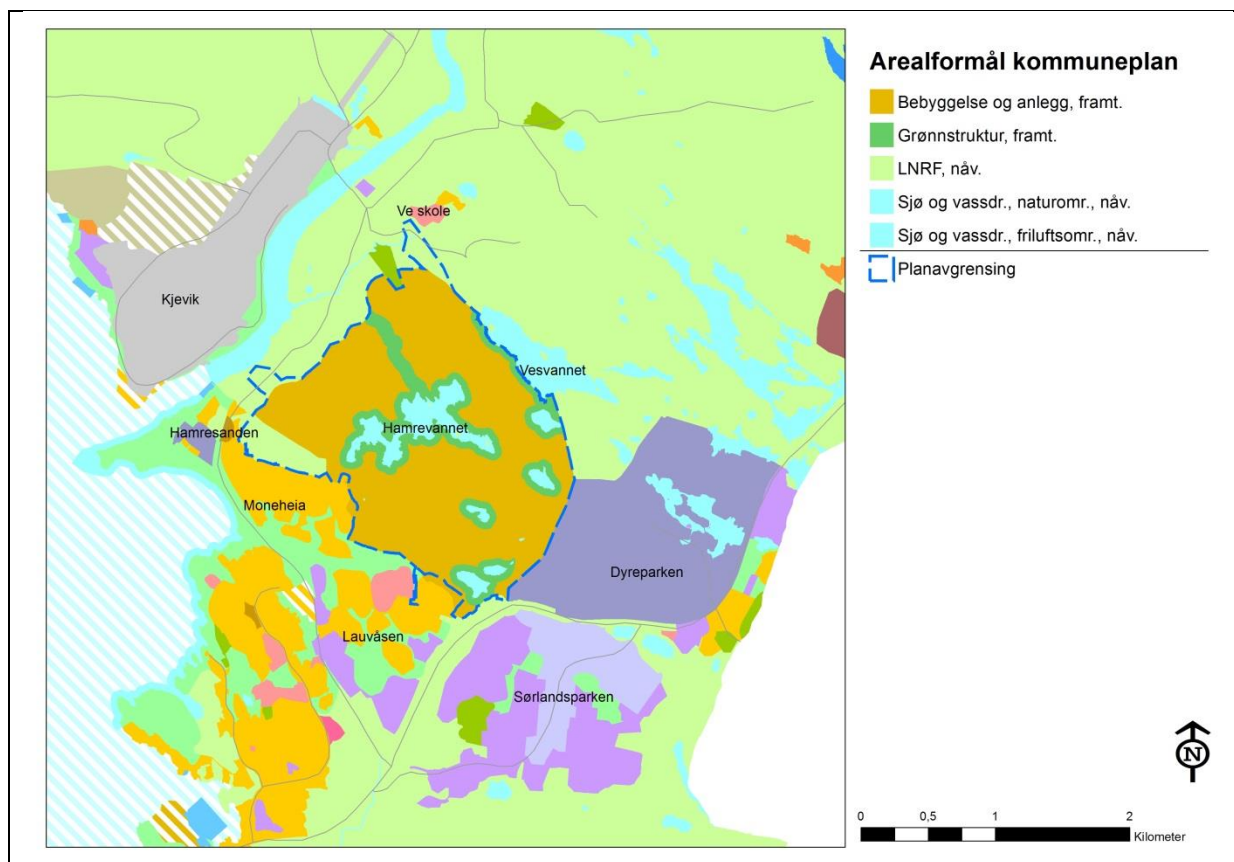 Arealformål kommuneplan
Bebyggelse og anlegg, framt.
Grønnstruktur, framt.
LNRF, nåv.
Sjø og vassdr., naturomr., nåv.
Sjø og vassdr., friluftsomr., nåv.
Planavgrensing
Ve skole
Kjevik
Vesvannet
Hamresanden
Hamrevannet
Moneheia
Dyreparken
Lauvåsen
Sørlandsparken
N
0 0,5 1 2
Kilometer